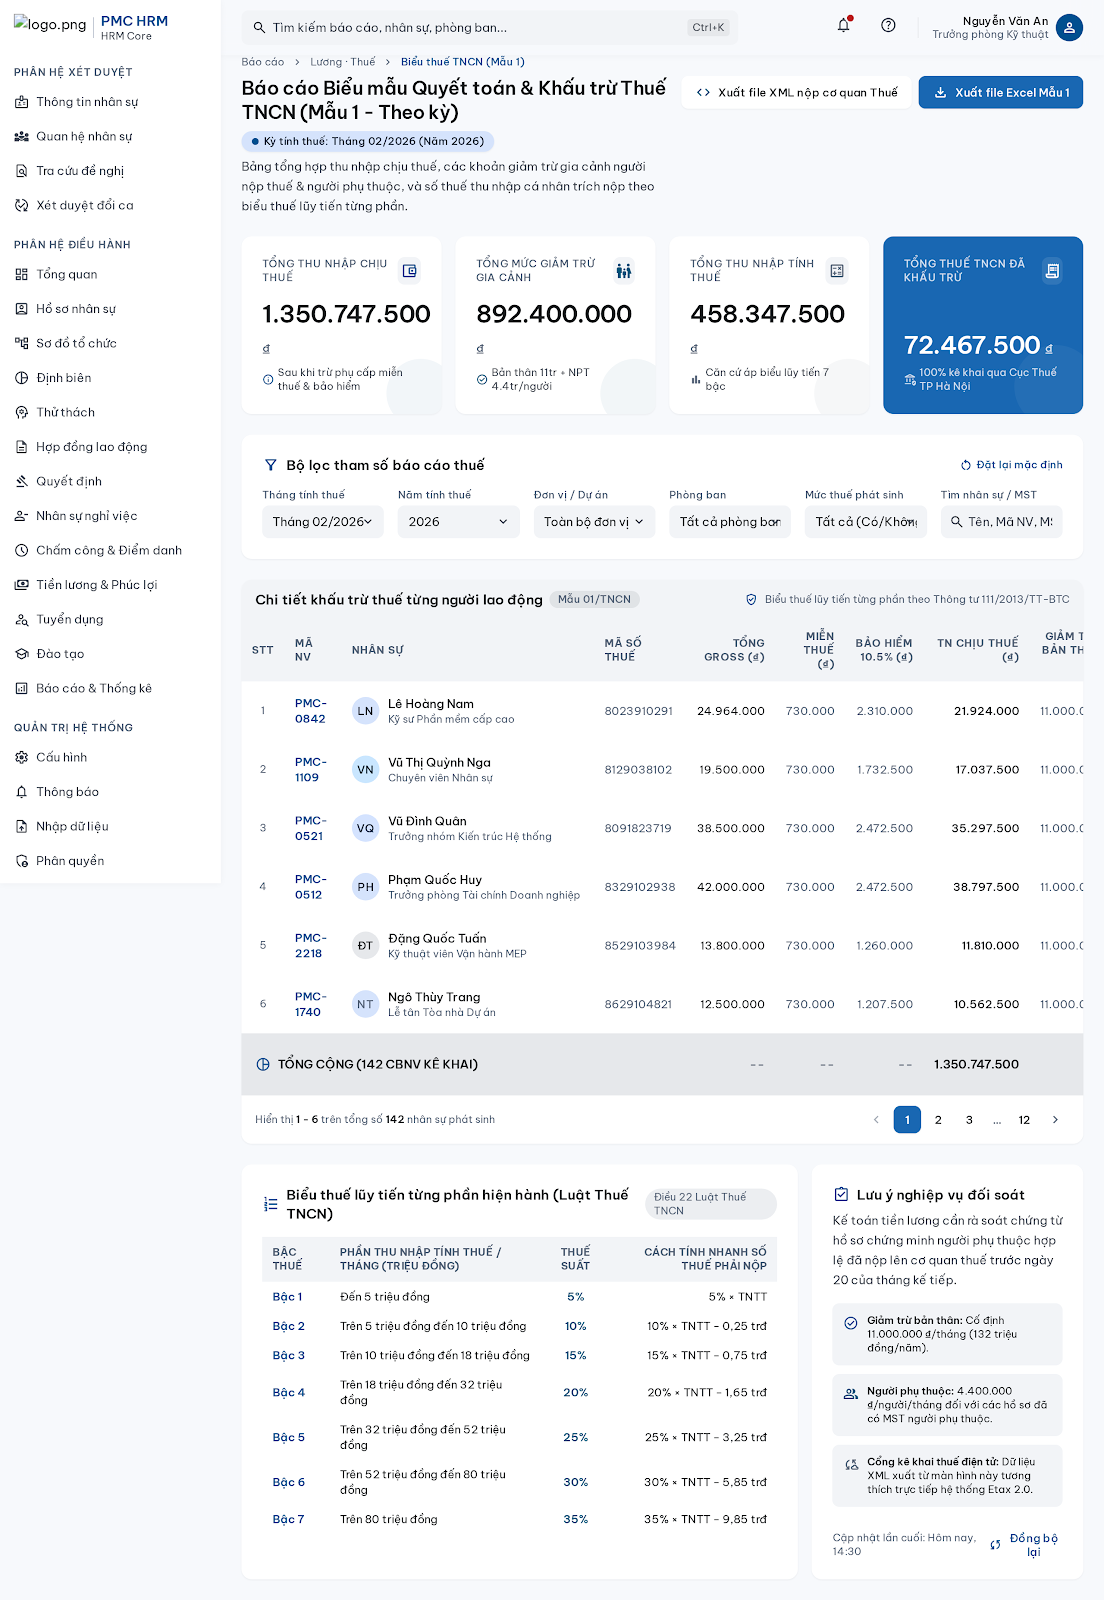 logo.png
PMC HRM
HRM Core
Tìm kiếm báo cáo, nhân sự, phòng ban...
Ctrl+K
Nguyễn Văn An
Trưởng phòng Kỹ thuật
PHÂN HỆ XÉT DUYỆT
Thông tin nhân sự
Quan hệ nhân sự
Tra cứu đề nghị
Xét duyệt đổi ca
PHÂN HỆ ĐIỀU HÀNH
Tổng quan
Hồ sơ nhân sự
Sơ đồ tổ chức
Định biên
Thử thách
Hợp đồng lao động
Quyết định
Nhân sự nghỉ việc
Chấm công & Điểm danh
Tiền lương & Phúc lợi
Tuyển dụng
Đào tạo
Báo cáo & Thống kê
QUẢN TRỊ HỆ THỐNG
Cấu hình
Thông báo
Nhập dữ liệu
Phân quyền
Báo cáo > Lương · Thuế > Biểu thuế TNCN (Mẫu 1)
Báo cáo Biểu mẫu Quyết toán & Khấu trừ Thuế
TNCN (Mẫu 1 - Theo kỳ)
Xuất file XML nộp cơ quan Thuế
Xuất file Excel Mẫu 1
Kỳ tính thuế: Tháng 02/2026 (Năm 2026)
Bảng tổng hợp thu nhập chịu thuế, các khoản giảm trừ gia cảnh người
nộp thuế & người phụ thuộc, và số thuế thu nhập cá nhân trích nộp theo
biểu thuế lũy tiến từng phần.
TỔNG THU NHẬP CHỊU
THUẾ
1.350.747.500
₫
Sau khi trừ phụ cấp miễn
thuế & bảo hiểm
TỔNG MỨC GIẢM TRỪ
GIA CẢNH
892.400.000
₫
Bản thân 11tr + NPT
4.4tr/người
TỔNG THU NHẬP TÍNH
THUẾ
458.347.500
₫
Căn cứ áp biểu lũy tiến 7
bậc
TỔNG THUẾ TNCN ĐÃ
KHẤU TRỪ
72.467.500 ₫
100% kê khai qua Cục Thuế
TP Hà Nội
Bộ lọc tham số báo cáo thuế
Đặt lại mặc định
Tháng tính thuế
Năm tính thuế
Đơn vị / Dự án
Phòng ban
Mức thuế phát sinh
Tìm nhân sự / MST
Tháng 02/2026
2026
Toàn bộ đơn vị
Tất cả phòng ban
Tất cả (Có/Không
Tên, Mã NV, MS
Chi tiết khấu trừ thuế từng người lao động
Mẫu 01/TNCN
Biểu thuế lũy tiến từng phần theo Thông tư 111/2013/TT-BTC
STT
MÃ
NV
NHÂN SỰ
MÃ SỐ
THUẾ
TỔNG
GROSS (₫)
MIỄN
THUẾ
(₫)
BẢO HIỂM
10.5% (₫)
TN CHỊU THUẾ
(₫)
GIẢM T
BẢN TH
1
PMC-
0842
LN
Lê Hoàng Nam
Kỹ sư Phần mềm cấp cao
8023910291 24.964.000 730.000 2.310.000 21.924.000 11.000.0
2
PMC-
1109
VN
Vũ Thị Quỳnh Nga
Chuyên viên Nhân sự
8129038102 19.500.000 730.000 1.732.500 17.037.500 11.000.0
3
PMC-
0521
VQ
Vũ Đình Quân
Trưởng nhóm Kiến trúc Hệ thống
8091823719 38.500.000 730.000 2.472.500 35.297.500 11.000.0
4
PMC-
0512
PH
Phạm Quốc Huy
Trưởng phòng Tài chính Doanh nghiệp
8329102938 42.000.000 730.000 2.472.500 38.797.500 11.000.0
5
PMC-
2218
ĐT
Đặng Quốc Tuấn
Kỹ thuật viên Vận hành MEP
8529103984 13.800.000 730.000 1.260.000 11.810.000 11.000.0
6
PMC-
1740
NT
Ngô Thùy Trang
Lễ tân Tòa nhà Dự án
8629104821 12.500.000 730.000 1.207.500 10.562.500 11.000.0
TỔNG CỘNG (142 CBNV KÊ KHAI) -- -- -- 1.350.747.500
Hiển thị 1 - 6 trên tổng số 142 nhân sự phát sinh
1 2 3 ... 12
Biểu thuế lũy tiến từng phần hiện hành (Luật Thuế
TNCN)
Điều 22 Luật Thuế
TNCN
BẬC
THUẾ
PHẦN THU NHẬP TÍNH THUẾ /
THÁNG (TRIỆU ĐỒNG)
THUẾ
SUẤT
CÁCH TÍNH NHANH SỐ
THUẾ PHẢI NỘP
Bậc 1 Đến 5 triệu đồng 5% 5% × TNTT
Bậc 2 Trên 5 triệu đồng đến 10 triệu đồng 10% 10% × TNTT - 0,25 trđ
Bậc 3 Trên 10 triệu đồng đến 18 triệu đồng 15% 15% × TNTT - 0,75 trđ
Bậc 4 Trên 18 triệu đồng đến 32 triệu
đồng 20% 20% × TNTT - 1,65 trđ
Bậc 5 Trên 32 triệu đồng đến 52 triệu
đồng 25% 25% × TNTT - 3,25 trđ
Bậc 6 Trên 52 triệu đồng đến 80 triệu
đồng 30% 30% × TNTT - 5,85 trđ
Bậc 7 Trên 80 triệu đồng 35% 35% × TNTT - 9,85 trđ
Lưu ý nghiệp vụ đối soát
Kế toán tiền lương cần rà soát chứng từ
hồ sơ chứng minh người phụ thuộc hợp
lệ đã nộp lên cơ quan thuế trước ngày
20 của tháng kế tiếp.
Giảm trừ bản thân: Cố định
11.000.000 ₫/tháng (132 triệu
đồng/năm).
Người phụ thuộc: 4.400.000
₫/người/tháng đối với các hồ sơ đã
có MST người phụ thuộc.
Cổng kê khai thuế điện tử: Dữ liệu
XML xuất từ màn hình này tương
thích trực tiếp hệ thống Etax 2.0.
Cập nhật lần cuối: Hôm nay,
14:30
Đồng bộ
lại